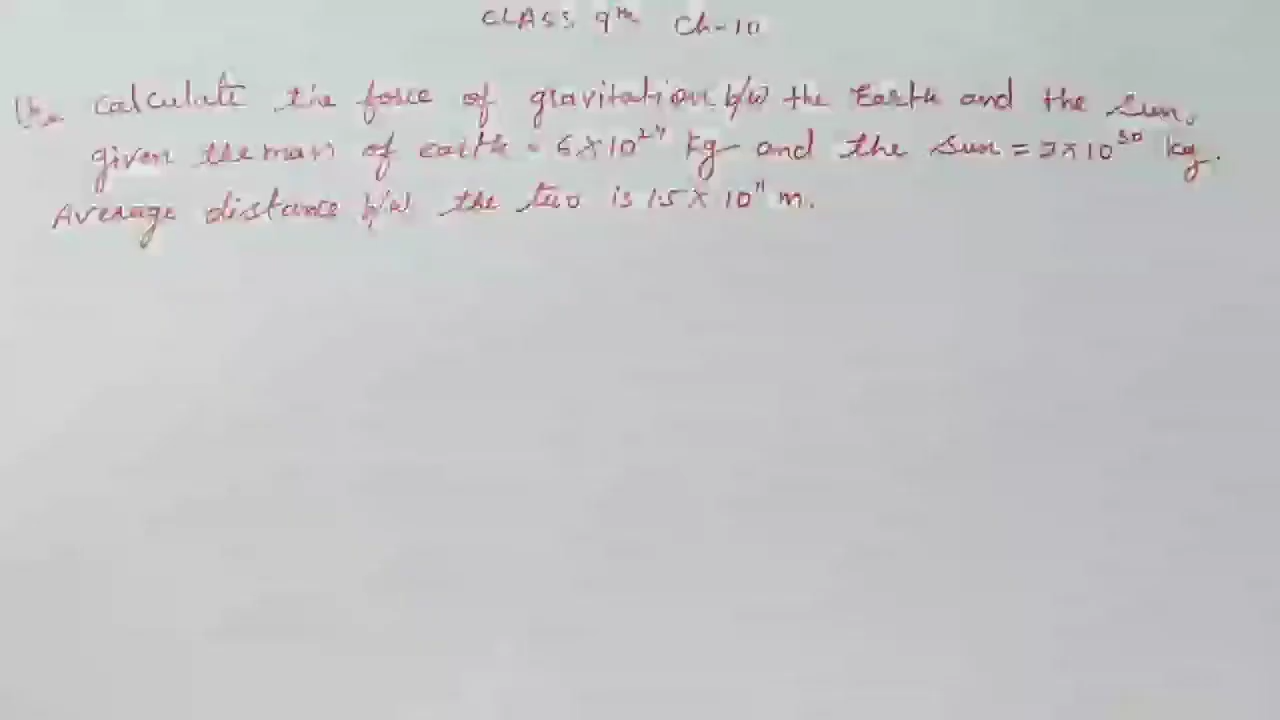 CLASS 9th Ch-10
calculate the force of gravitation b/w the Earth and the Sun,
given the mass of earth = 6×10²⁴ kg and the Sun = 2×10³⁰ kg.
Average distance b/w the two is 1.5×10¹¹ m.